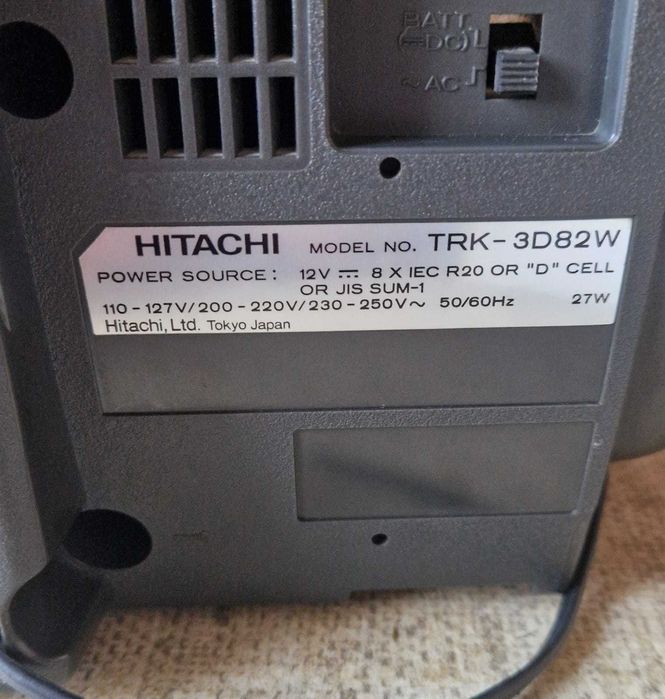 BATT.
(⎓DC)
~AC
HITACHI MODEL NO. TRK-3D82W
POWER SOURCE: 12V ⎓ 8 X IEC R20 OR "D" CELL
OR JIS SUM-1
110-127V/200-220V/230-250V~ 50/60Hz 27W
Hitachi, Ltd. Tokyo Japan